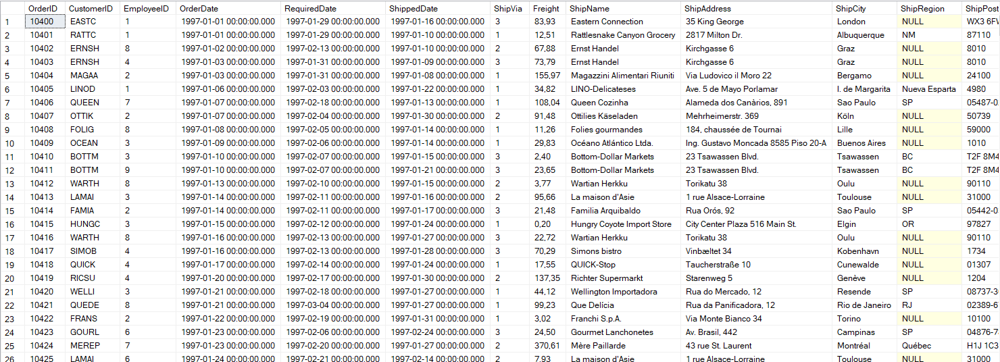 OrderID CustomerID EmployeeID OrderDate RequiredDate ShippedDate ShipVia Freight ShipName ShipAddress ShipCity ShipRegion ShipPost
1 10400 EASTC 1 1997-01-01 00:00:00.000 1997-01-29 00:00:00.000 1997-01-16 00:00:00.000 3 83,93 Eastern Connection 35 King George London NULL WX3 6FW
2 10401 RATTC 1 1997-01-01 00:00:00.000 1997-01-29 00:00:00.000 1997-01-10 00:00:00.000 1 12,51 Rattlesnake Canyon Grocery 2817 Milton Dr. Albuquerque NM 87110
3 10402 ERNSH 8 1997-01-02 00:00:00.000 1997-02-13 00:00:00.000 1997-01-10 00:00:00.000 2 67,88 Ernst Handel Kirchgasse 6 Graz NULL 8010
4 10403 ERNSH 4 1997-01-03 00:00:00.000 1997-01-31 00:00:00.000 1997-01-09 00:00:00.000 3 73,79 Ernst Handel Kirchgasse 6 Graz NULL 8010
5 10404 MAGAA 2 1997-01-03 00:00:00.000 1997-01-31 00:00:00.000 1997-01-08 00:00:00.000 1 155,97 Magazzini Alimentari Riuniti Via Ludovico il Moro 22 Bergamo NULL 24100
6 10405 LINOD 1 1997-01-06 00:00:00.000 1997-02-03 00:00:00.000 1997-01-22 00:00:00.000 1 34,82 LINO-Delicateses Ave. 5 de Mayo Porlamar I. de Margarita Nueva Esparta 4980
7 10406 QUEEN 7 1997-01-07 00:00:00.000 1997-02-18 00:00:00.000 1997-01-13 00:00:00.000 1 108,04 Queen Cozinha Alameda dos Canàrios, 891 Sao Paulo SP 05487-0
8 10407 OTTIK 2 1997-01-07 00:00:00.000 1997-02-04 00:00:00.000 1997-01-30 00:00:00.000 2 91,48 Ottilies Käseladen Mehrheimerstr. 369 Köln NULL 50739
9 10408 FOLIG 8 1997-01-08 00:00:00.000 1997-02-05 00:00:00.000 1997-01-14 00:00:00.000 1 11,26 Folies gourmandes 184, chaussée de Tournai Lille NULL 59000
10 10409 OCEAN 3 1997-01-09 00:00:00.000 1997-02-06 00:00:00.000 1997-01-14 00:00:00.000 1 29,83 Océano Atlántico Ltda. Ing. Gustavo Moncada 8585 Piso 20-A Buenos Aires NULL 1010
11 10410 BOTTM 3 1997-01-10 00:00:00.000 1997-02-07 00:00:00.000 1997-01-15 00:00:00.000 3 2,40 Bottom-Dollar Markets 23 Tsawassen Blvd. Tsawassen BC T2F 8M4
12 10411 BOTTM 9 1997-01-10 00:00:00.000 1997-02-07 00:00:00.000 1997-01-21 00:00:00.000 3 23,65 Bottom-Dollar Markets 23 Tsawassen Blvd. Tsawassen BC T2F 8M4
13 10412 WARTH 8 1997-01-13 00:00:00.000 1997-02-10 00:00:00.000 1997-01-15 00:00:00.000 2 3,77 Wartian Herkku Torikatu 38 Oulu NULL 90110
14 10413 LAMAI 3 1997-01-14 00:00:00.000 1997-02-11 00:00:00.000 1997-01-16 00:00:00.000 2 95,66 La maison d'Asie 1 rue Alsace-Lorraine Toulouse NULL 31000
15 10414 FAMIA 2 1997-01-14 00:00:00.000 1997-02-11 00:00:00.000 1997-01-17 00:00:00.000 3 21,48 Familia Arquibaldo Rua Orós, 92 Sao Paulo SP 05442-0
16 10415 HUNGC 3 1997-01-15 00:00:00.000 1997-02-12 00:00:00.000 1997-01-24 00:00:00.000 1 0,20 Hungry Coyote Import Store City Center Plaza 516 Main St. Elgin OR 97827
17 10416 WARTH 8 1997-01-16 00:00:00.000 1997-02-13 00:00:00.000 1997-01-27 00:00:00.000 3 22,72 Wartian Herkku Torikatu 38 Oulu NULL 90110
18 10417 SIMOB 4 1997-01-16 00:00:00.000 1997-02-13 00:00:00.000 1997-01-28 00:00:00.000 3 70,29 Simons bistro Vinbæltet 34 Kobenhavn NULL 1734
19 10418 QUICK 4 1997-01-17 00:00:00.000 1997-02-14 00:00:00.000 1997-01-24 00:00:00.000 1 17,55 QUICK-Stop Taucherstraße 10 Cunewalde NULL 01307
20 10419 RICSU 4 1997-01-20 00:00:00.000 1997-02-17 00:00:00.000 1997-01-30 00:00:00.000 2 137,35 Richter Supermarkt Starenweg 5 Genève NULL 1204
21 10420 WELLI 3 1997-01-21 00:00:00.000 1997-02-18 00:00:00.000 1997-01-27 00:00:00.000 1 44,12 Wellington Importadora Rua do Mercado, 12 Resende SP 08737-3
22 10421 QUEDE 8 1997-01-21 00:00:00.000 1997-03-04 00:00:00.000 1997-01-27 00:00:00.000 1 99,23 Que Delícia Rua da Panificadora, 12 Rio de Janeiro RJ 02389-6
23 10422 FRANS 2 1997-01-22 00:00:00.000 1997-02-19 00:00:00.000 1997-01-31 00:00:00.000 1 3,02 Franchi S.p.A. Via Monte Bianco 34 Torino NULL 10100
24 10423 GOURL 6 1997-01-23 00:00:00.000 1997-02-06 00:00:00.000 1997-02-24 00:00:00.000 3 24,50 Gourmet Lanchonetes Av. Brasil, 442 Campinas SP 04876-7
25 10424 MEREP 7 1997-01-23 00:00:00.000 1997-02-20 00:00:00.000 1997-01-27 00:00:00.000 2 370,61 Mère Paillarde 43 rue St. Laurent Montréal Québec H1J 1C3
26 10425 LAMAI 6 1997-01-24 00:00:00.000 1997-02-21 00:00:00.000 1997-02-14 00:00:00.000 2 7,93 La maison d'Asie 1 rue Alsace-Lorraine Toulouse NULL 31000